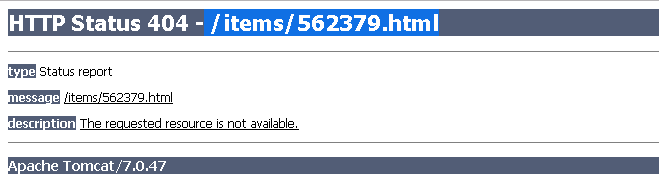 HTTP Status 404 - /items/562379.html
type Status report
message /items/562379.html
description The requested resource is not available.
Apache Tomcat/7.0.47